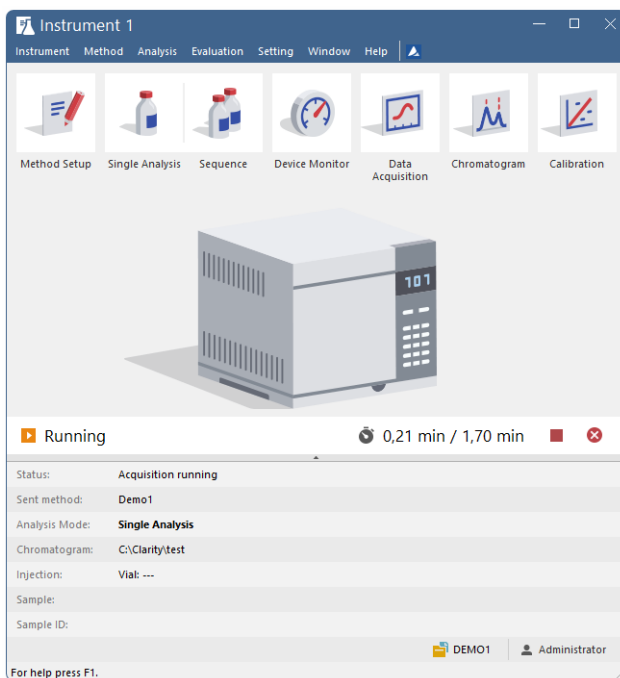 Instrument 1
Instrument Method Analysis Evaluation Setting Window Help
Method Setup Single Analysis Sequence Device Monitor Data Acquisition Chromatogram Calibration
101
Running 0,21 min / 1,70 min
Status: Acquisition running
Sent method: Demo1
Analysis Mode: Single Analysis
Chromatogram: C:\Clarity\test
Injection: Vial: ---
Sample:
Sample ID:
DEMO1 Administrator
For help press F1.